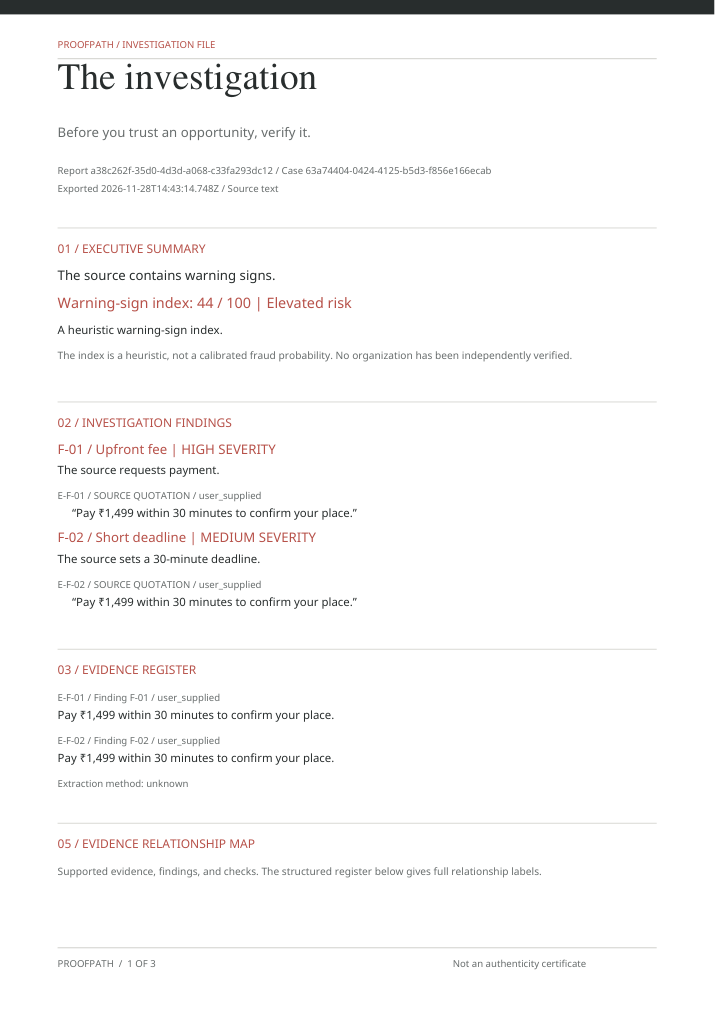 PROOFPATH / INVESTIGATION FILE
The investigation
Before you trust an opportunity, verify it.
Report a38c262f-35d0-4d3d-a068-c33fa293dc12 / Case 63a74404-0424-4125-b5d3-f856e166ecab
Exported 2026-11-28T14:43:14.748Z / Source text
01 / EXECUTIVE SUMMARY
The source contains warning signs.
Warning-sign index: 44 / 100 | Elevated risk
A heuristic warning-sign index.
The index is a heuristic, not a calibrated fraud probability. No organization has been independently verified.
02 / INVESTIGATION FINDINGS
F-01 / Upfront fee | HIGH SEVERITY
The source requests payment.
E-F-01 / SOURCE QUOTATION / user_supplied
“Pay ₹1,499 within 30 minutes to confirm your place.”
F-02 / Short deadline | MEDIUM SEVERITY
The source sets a 30-minute deadline.
E-F-02 / SOURCE QUOTATION / user_supplied
“Pay ₹1,499 within 30 minutes to confirm your place.”
03 / EVIDENCE REGISTER
E-F-01 / Finding F-01 / user_supplied
Pay ₹1,499 within 30 minutes to confirm your place.
E-F-02 / Finding F-02 / user_supplied
Pay ₹1,499 within 30 minutes to confirm your place.
Extraction method: unknown
05 / EVIDENCE RELATIONSHIP MAP
Supported evidence, findings, and checks. The structured register below gives full relationship labels.
PROOFPATH / 1 OF 3
Not an authenticity certificate